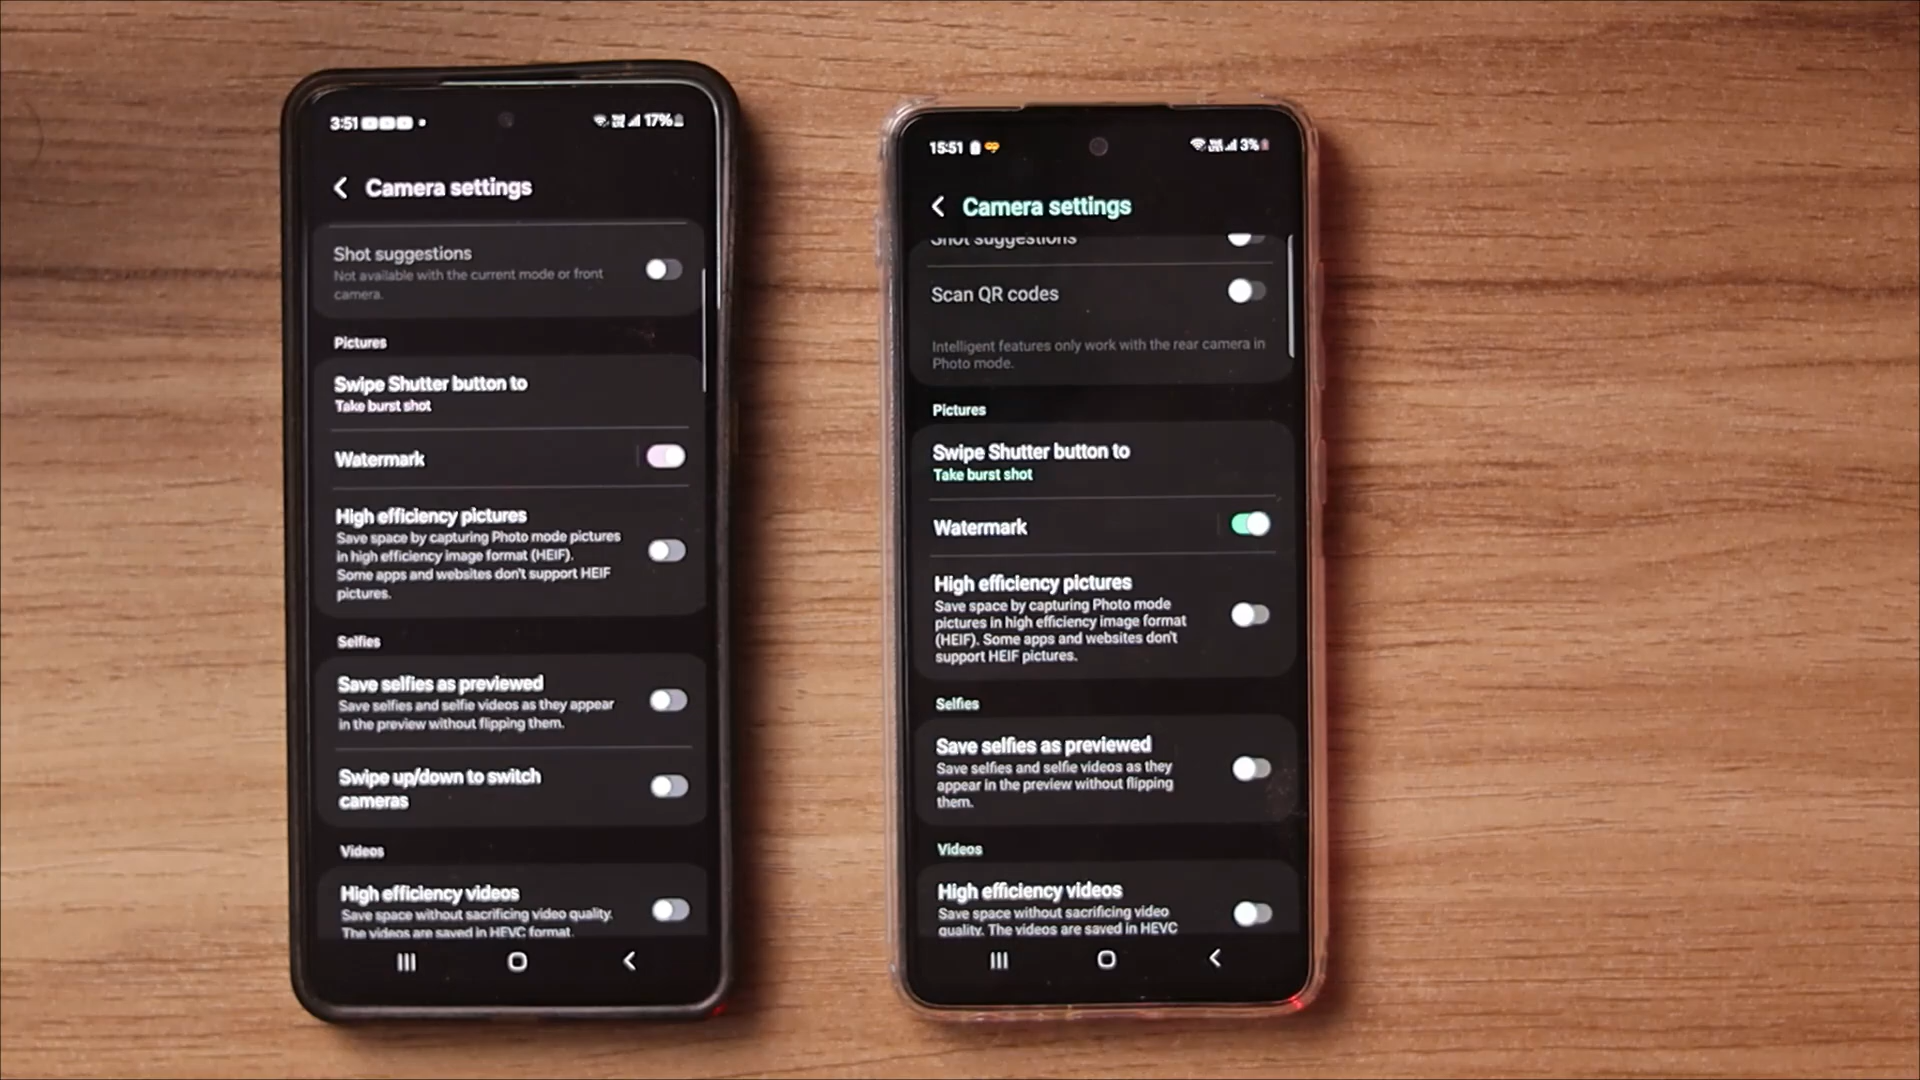 3:51
17%
Camera settings
Shot suggestions
Not available with the current mode or front
camera.
Pictures
Swipe Shutter button to
Take burst shot
Watermark
High efficiency pictures
Save space by capturing Photo mode pictures
in high efficiency image format (HEIF).
Some apps and websites don't support HEIF
pictures.
Selfies
Save selfies as previewed
Save selfies and selfie videos as they appear
in the preview without flipping them.
Swipe up/down to switch
cameras
Videos
High efficiency videos
Save space without sacrificing video quality.
The videos are saved in HEVC format.
15:51
3%
Camera settings
Shot suggestions
Scan QR codes
Intelligent features only work with the rear camera in
Photo mode.
Pictures
Swipe Shutter button to
Take burst shot
Watermark
High efficiency pictures
Save space by capturing Photo mode
pictures in high efficiency image format
(HEIF). Some apps and websites don't
support HEIF pictures.
Selfies
Save selfies as previewed
Save selfies and selfie videos as they
appear in the preview without flipping
them.
Videos
High efficiency videos
Save space without sacrificing video
quality. The videos are saved in HEVC